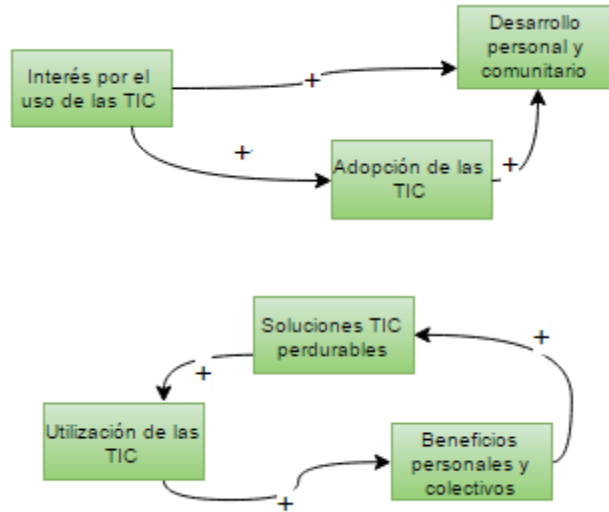 Desarrollo
personal y
comunitario
Interés por el
uso de las TIC
+
+
Adopción de las
TIC
+
Soluciones TIC
perdurables
+
+
Utilización de las
TIC
Beneficios
personales y
colectivos
+